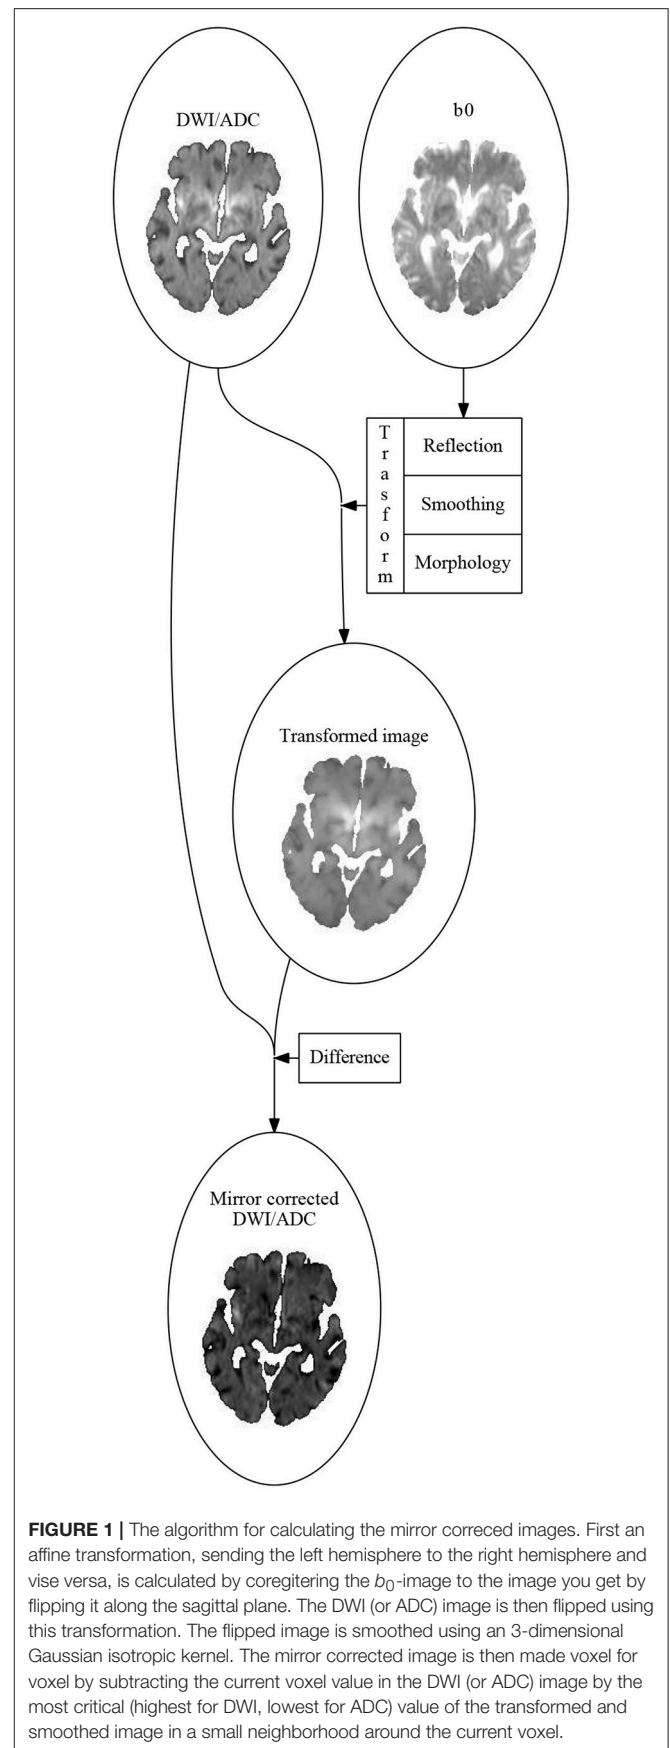 DWI/ADC
b0
Trasform
Reflection
Smoothing
Morphology
Transformed image
Difference
Mirror corrected
DWI/ADC
FIGURE 1 | The algorithm for calculating the mirror correced images. First an
affine transformation, sending the left hemisphere to the right hemisphere and
vise versa, is calculated by coregitering the b0-image to the image you get by
flipping it along the sagittal plane. The DWI (or ADC) image is then flipped using
this transformation. The flipped image is smoothed using an 3-dimensional
Gaussian isotropic kernel. The mirror corrected image is then made voxel for
voxel by subtracting the current voxel value in the DWI (or ADC) image by the
most critical (highest for DWI, lowest for ADC) value of the transformed and
smoothed image in a small neighborhood around the current voxel.